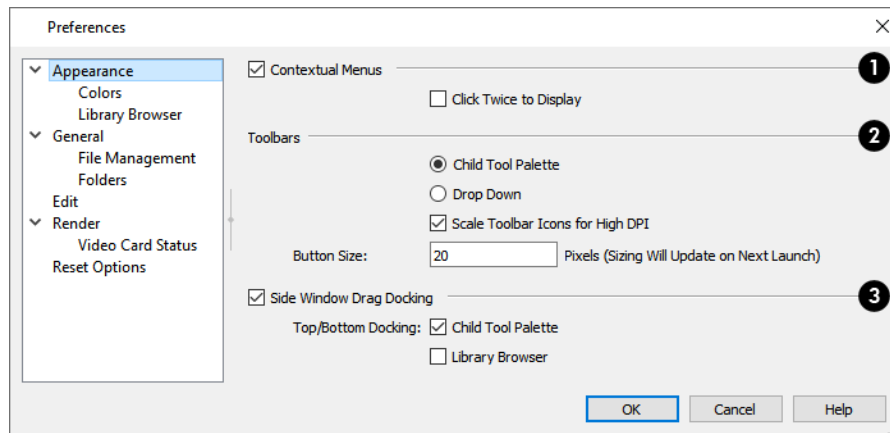 Preferences
Appearance
Colors
Library Browser
General
File Management
Folders
Edit
Render
Video Card Status
Reset Options
Contextual Menus 1
Click Twice to Display
Toolbars 2
Child Tool Palette
Drop Down
Scale Toolbar Icons for High DPI
Button Size: 20 Pixels (Sizing Will Update on Next Launch)
Side Window Drag Docking 3
Top/Bottom Docking: Child Tool Palette
Library Browser
OK Cancel Help